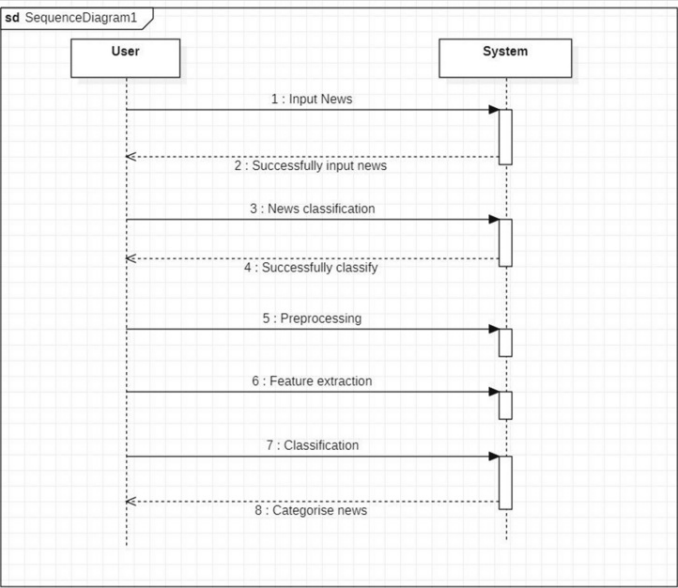 sd SequenceDiagram1
User
System
1 : Input News
2 : Successfully input news
3 : News classification
4 : Successfully classify
5 : Preprocessing
6 : Feature extraction
7 : Classification
8 : Categorise news